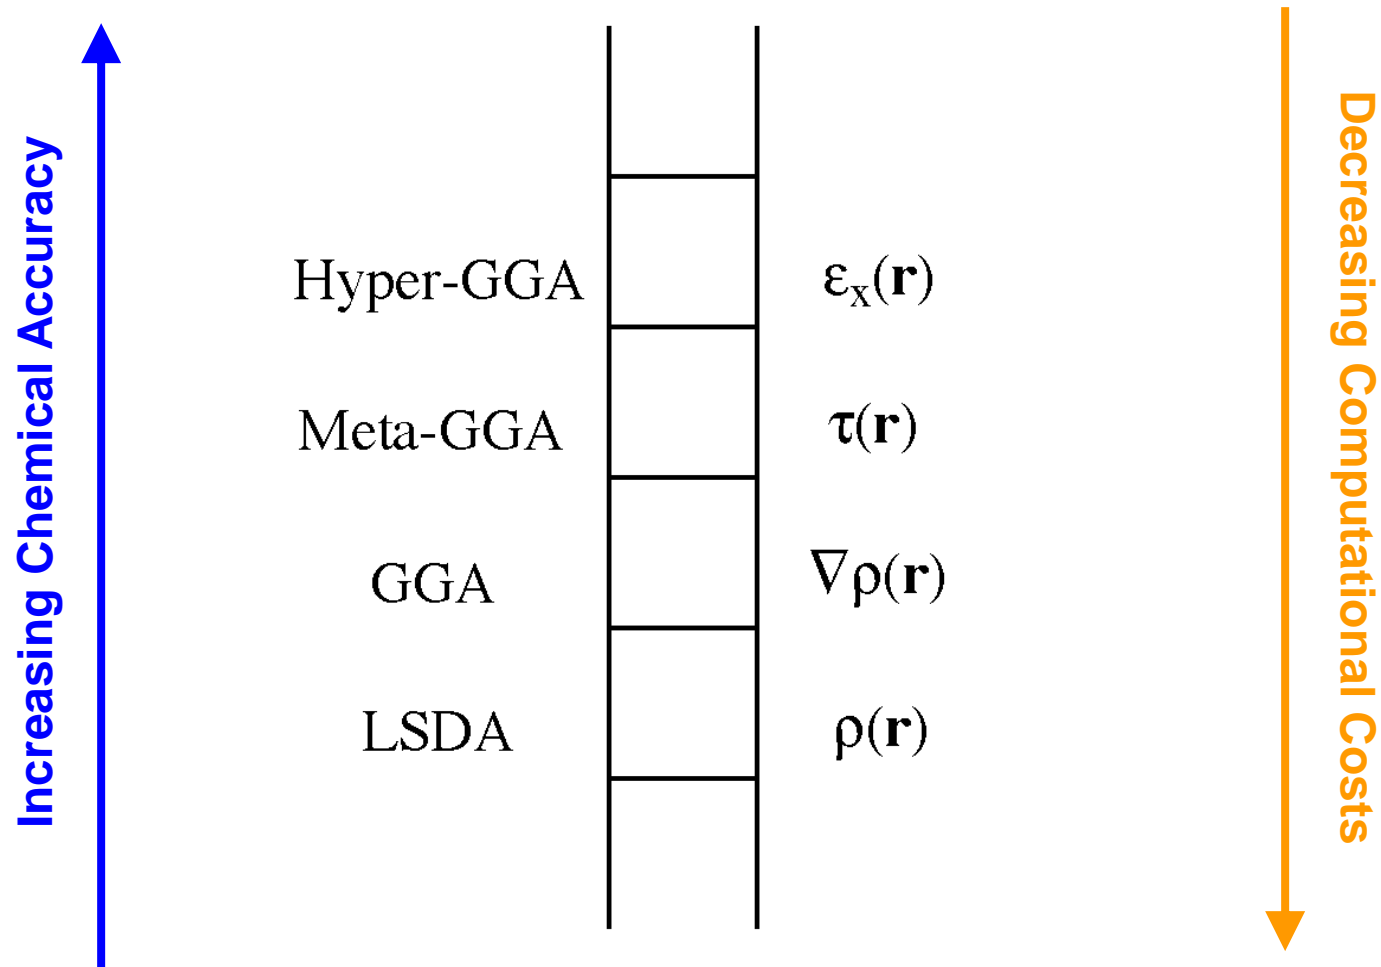 Increasing Chemical Accuracy
Hyper-GGA
εx(r)
Meta-GGA
τ(r)
GGA
∇ρ(r)
LSDA
ρ(r)
Decreasing Computational Costs